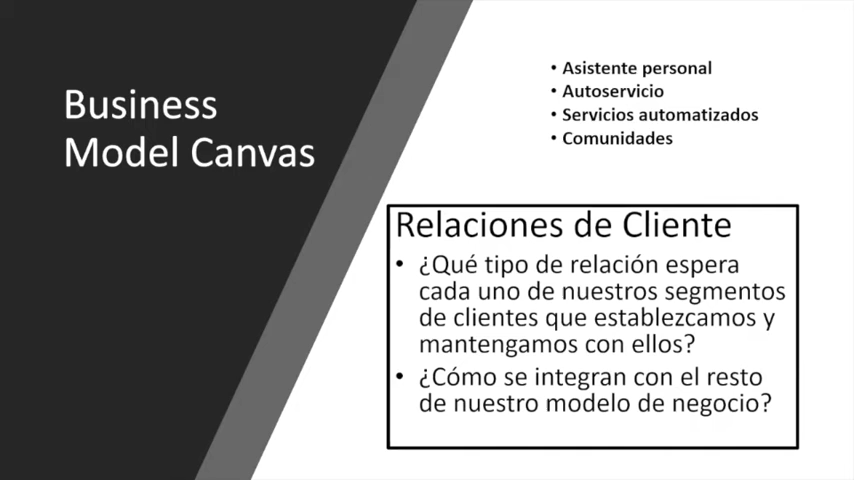 Business
Model Canvas
• Asistente personal
• Autoservicio
• Servicios automatizados
• Comunidades
Relaciones de Cliente
• ¿Qué tipo de relación espera
cada uno de nuestros segmentos
de clientes que establezcamos y
mantengamos con ellos?
• ¿Cómo se integran con el resto
de nuestro modelo de negocio?